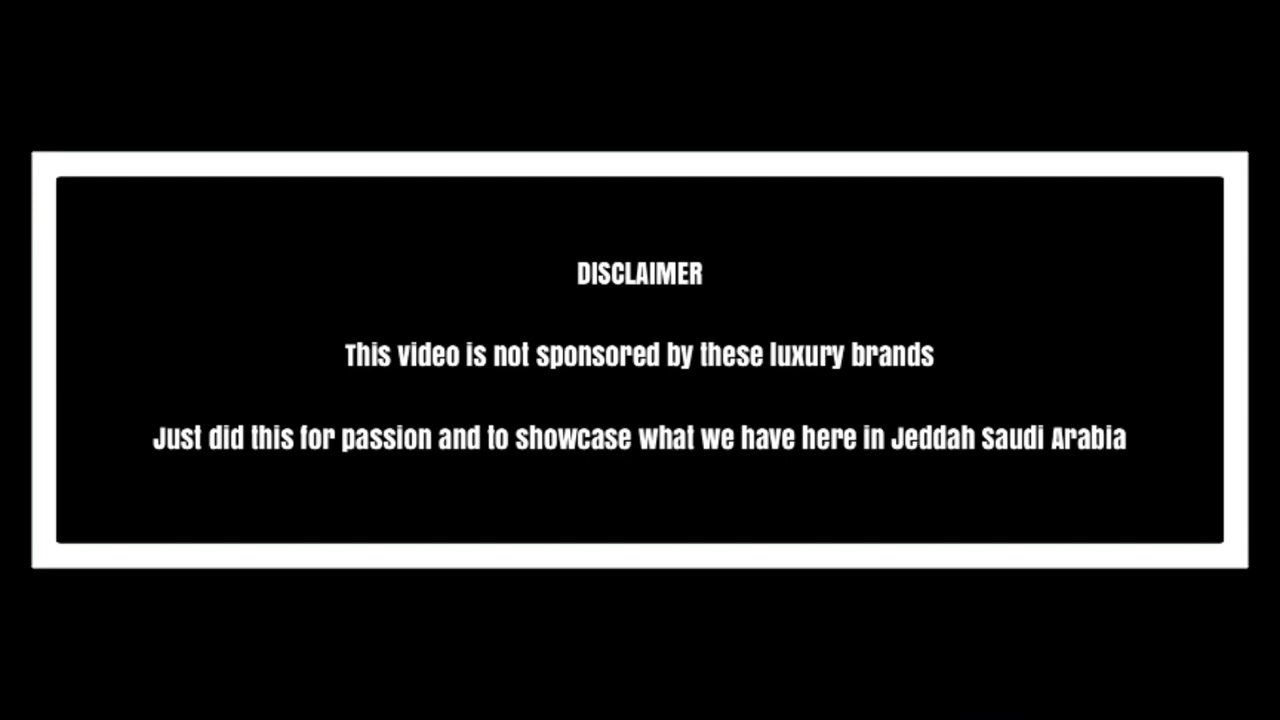 DISCLAIMER
This video is not sponsored by these luxury brands
Just did this for passion and to showcase what we have here in Jeddah Saudi Arabia